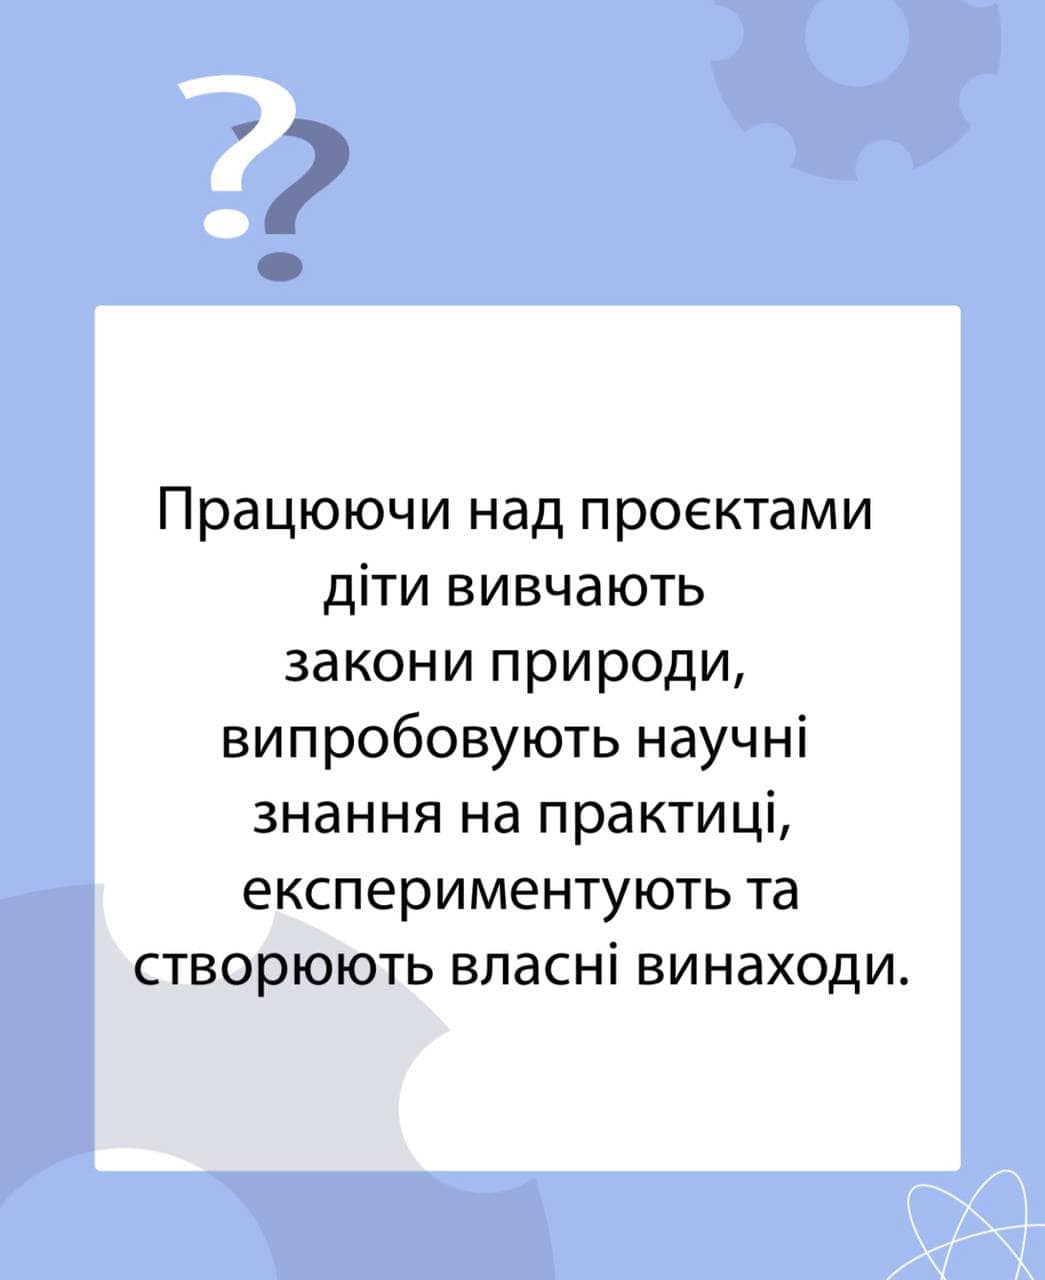 ??
Працюючи над проєктами
діти вивчають
закони природи,
випробовують научні
знання на практиці,
експериментують та
створюють власні винаходи.